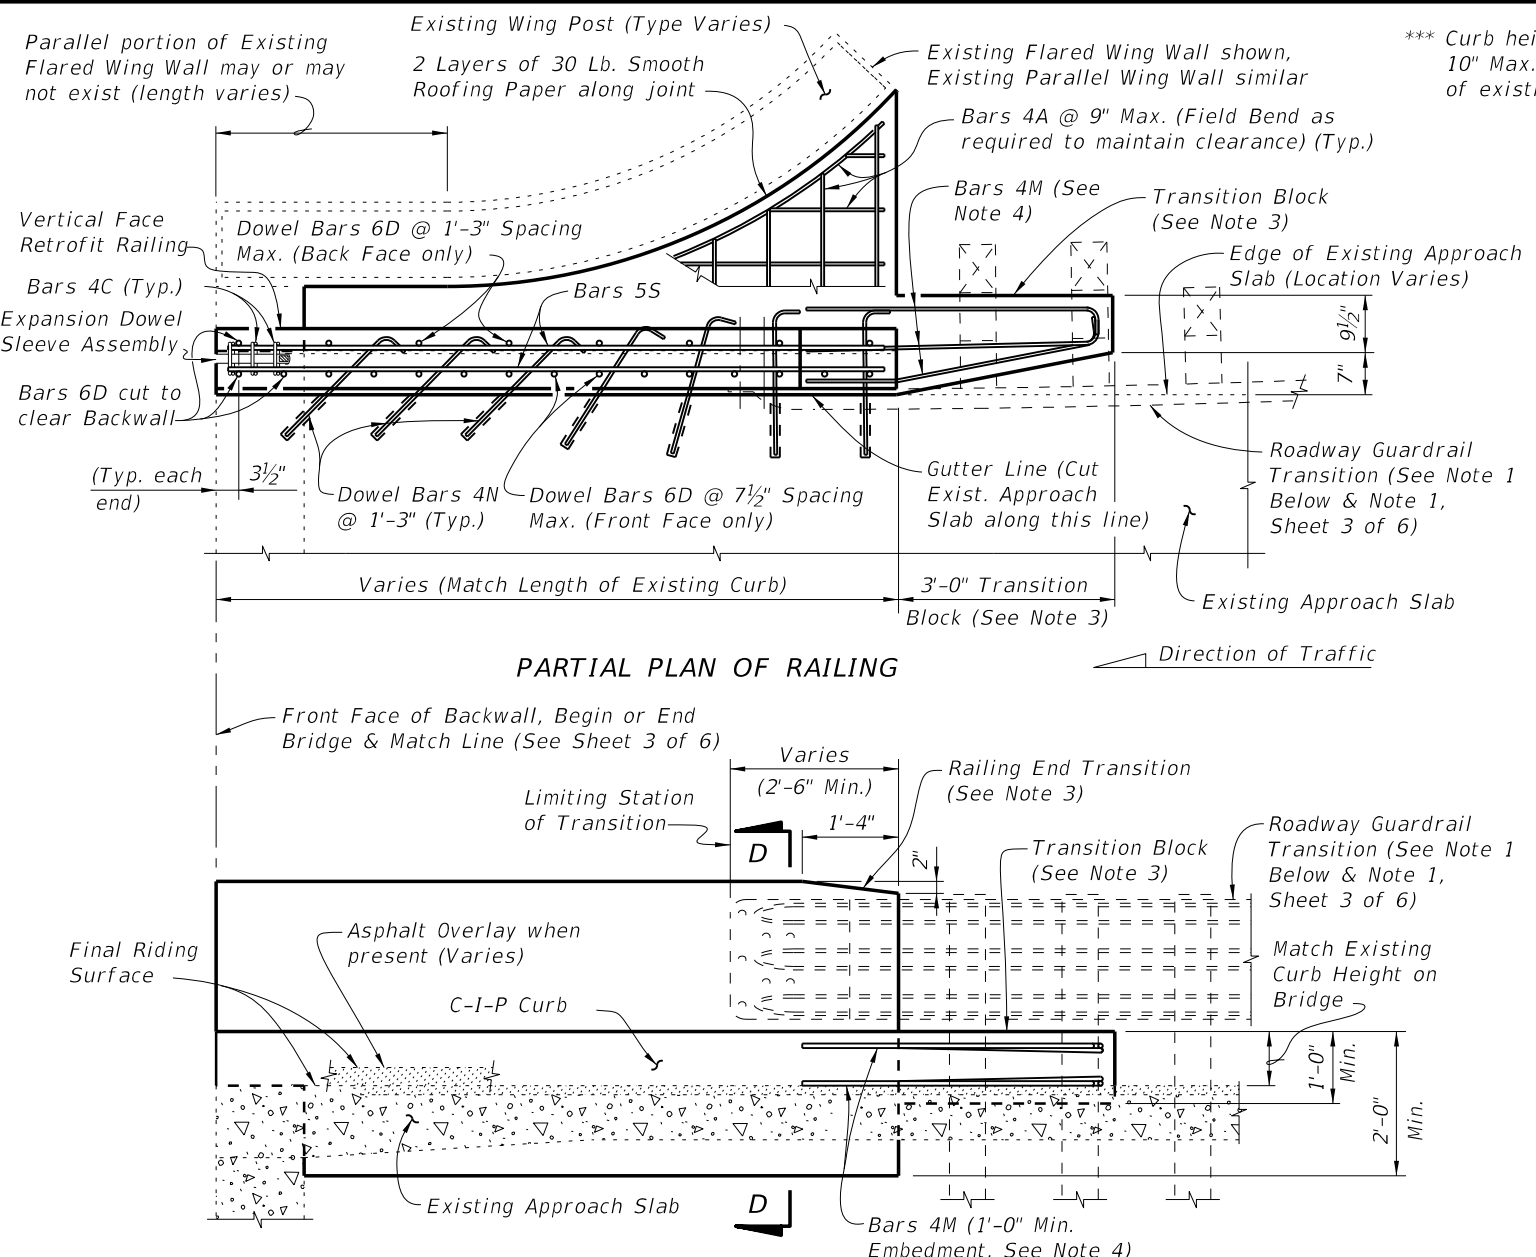 Existing Wing Post (Type Varies)
2 Layers of 30 Lb. Smooth
Roofing Paper along joint
Parallel portion of Existing
Flared Wing Wall may or may
not exist (length varies)
Existing Flared Wing Wall shown,
Existing Parallel Wing Wall similar
*** Curb hei
10" Max.
of existi
Bars 4A @ 9" Max. (Field Bend as
required to maintain clearance) (Typ.)
Bars 4M (See
Note 4)
Transition Block
(See Note 3)
Edge of Existing Approach
Slab (Location Varies)
Vertical Face
Retrofit Railing
Dowel Bars 6D @ 1'-3" Spacing
Max. (Back Face only)
Bars 4C (Typ.)
Bars 5S
Expansion Dowel
Sleeve Assembly
9½"
7"
Bars 6D cut to
clear Backwall
(Typ. each
end)
3½"
Dowel Bars 4N
@ 1'-3" (Typ.)
Dowel Bars 6D @ 7½" Spacing
Max. (Front Face only)
Gutter Line (Cut
Exist. Approach
Slab along this line)
Roadway Guardrail
Transition (See Note 1
Below & Note 1,
Sheet 3 of 6)
Varies (Match Length of Existing Curb)
3'-0" Transition
Block (See Note 3)
Existing Approach Slab
PARTIAL PLAN OF RAILING
Direction of Traffic
Front Face of Backwall, Begin or End
Bridge & Match Line (See Sheet 3 of 6)
Varies
(2'-6" Min.)
Railing End Transition
(See Note 3)
Limiting Station
of Transition
1'-4"
D
2"
Transition Block
(See Note 3)
Roadway Guardrail
Transition (See Note 1
Below & Note 1,
Sheet 3 of 6)
Final Riding
Surface
Asphalt Overlay when
present (Varies)
C-I-P Curb
Match Existing
Curb Height on
Bridge
1'-0"
Min.
2'-0"
Min.
Existing Approach Slab
D
Bars 4M (1'-0" Min.
Embedment, See Note 4)